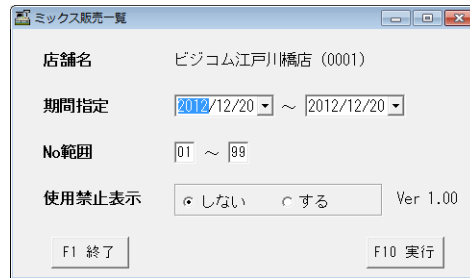 ミックス販売一覧
店舗名 ビジコム江戸川橋店 (0001)
期間指定 2012/12/20 ～ 2012/12/20
No範囲 01 ～ 99
使用禁止表示 しない する Ver 1.00
F1 終了 F10 実行